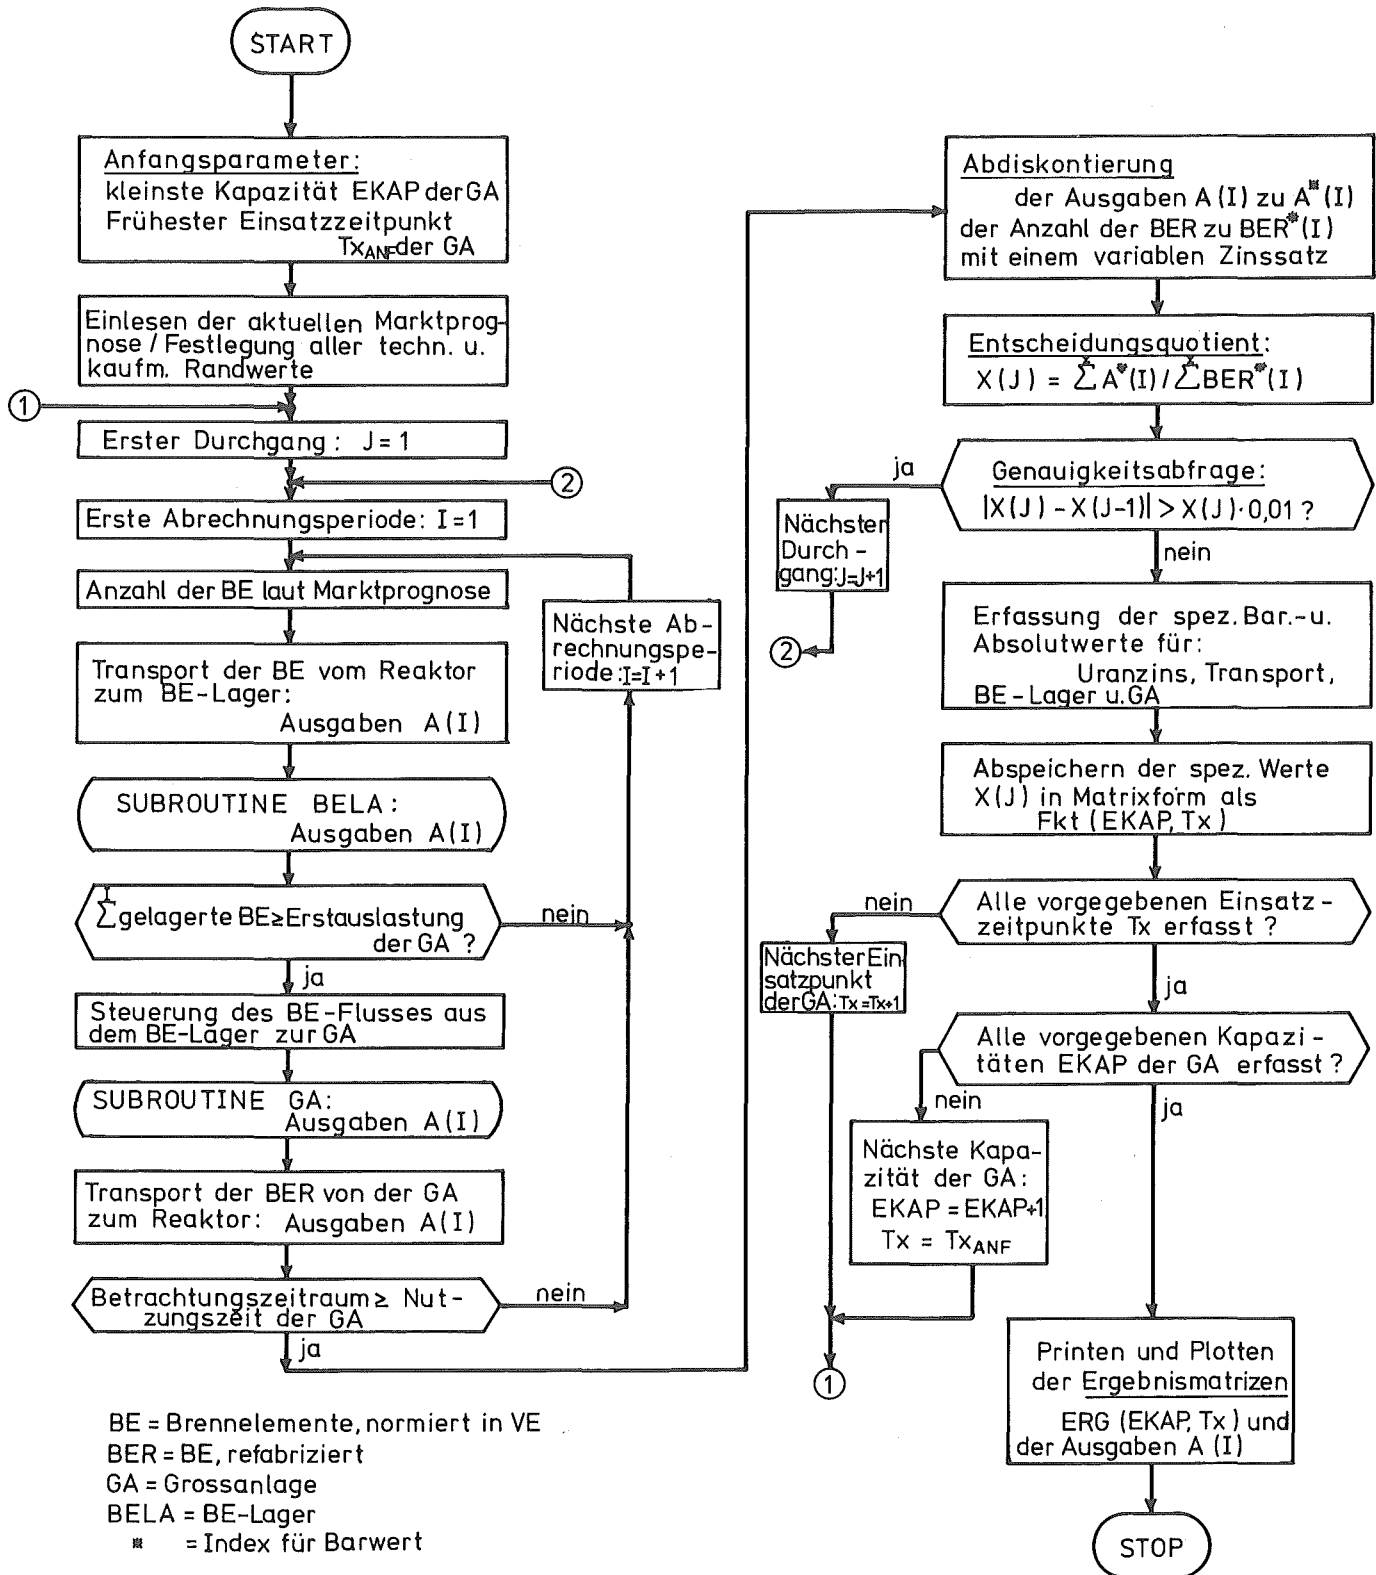 START
Anfangsparameter:
kleinste Kapazität EKAP der GA
Frühester Einsatzzeitpunkt
TxANF der GA
Einlesen der aktuellen Marktprog-
nose / Festlegung aller techn. u.
kaufm. Randwerte
1
Erster Durchgang: J = 1
2
Erste Abrechnungsperiode: I = 1
Anzahl der BE laut Marktprognose
Nächste Ab-
rechnungspe-
riode: I=I+1
Transport der BE vom Reaktor
zum BE-Lager:
Ausgaben A(I)
SUBROUTINE BELA:
Ausgaben A(I)
I
Σ gelagerte BE ≥ Erstauslastung
der GA ?
nein
ja
Steuerung des BE-Flusses aus
dem BE-Lager zur GA
SUBROUTINE GA:
Ausgaben A(I)
Transport der BER von der GA
zum Reaktor: Ausgaben A(I)
Betrachtungszeitraum ≥ Nut-
zungszeit der GA
nein
ja
BE = Brennelemente, normiert in VE
BER = BE, refabriziert
GA = Grossanlage
BELA = BE-Lager
* = Index für Barwert
Abdiskontierung
der Ausgaben A(I) zu A*(I)
der Anzahl der BER zu BER*(I)
mit einem variablen Zinssatz
Entscheidungsquotient:
X(J) = Σ A*(I) / Σ BER*(I)
Genauigkeitsabfrage:
|X(J) - X(J-1)| > X(J)·0,01 ?
ja
Nächster
Durch-
gang: J=J+1
2
nein
Erfassung der spez. Bar.-u.
Absolutwerte für:
Uranzins, Transport,
BE-Lager u. GA
Abspeichern der spez. Werte
X(J) in Matrixform als
Fkt (EKAP, Tx)
Alle vorgegebenen Einsatz-
zeitpunkte Tx erfasst ?
nein
Nächster Ein
satzpunkt
der GA: Tx=Tx+1
ja
Alle vorgegebenen Kapazi-
täten EKAP der GA erfasst ?
nein
Nächste Kapa-
zität der GA:
EKAP = EKAP+1
Tx = TxANF
1
ja
Printen und Plotten
der Ergebnismatrizen
ERG (EKAP, Tx) und
der Ausgaben A(I)
STOP